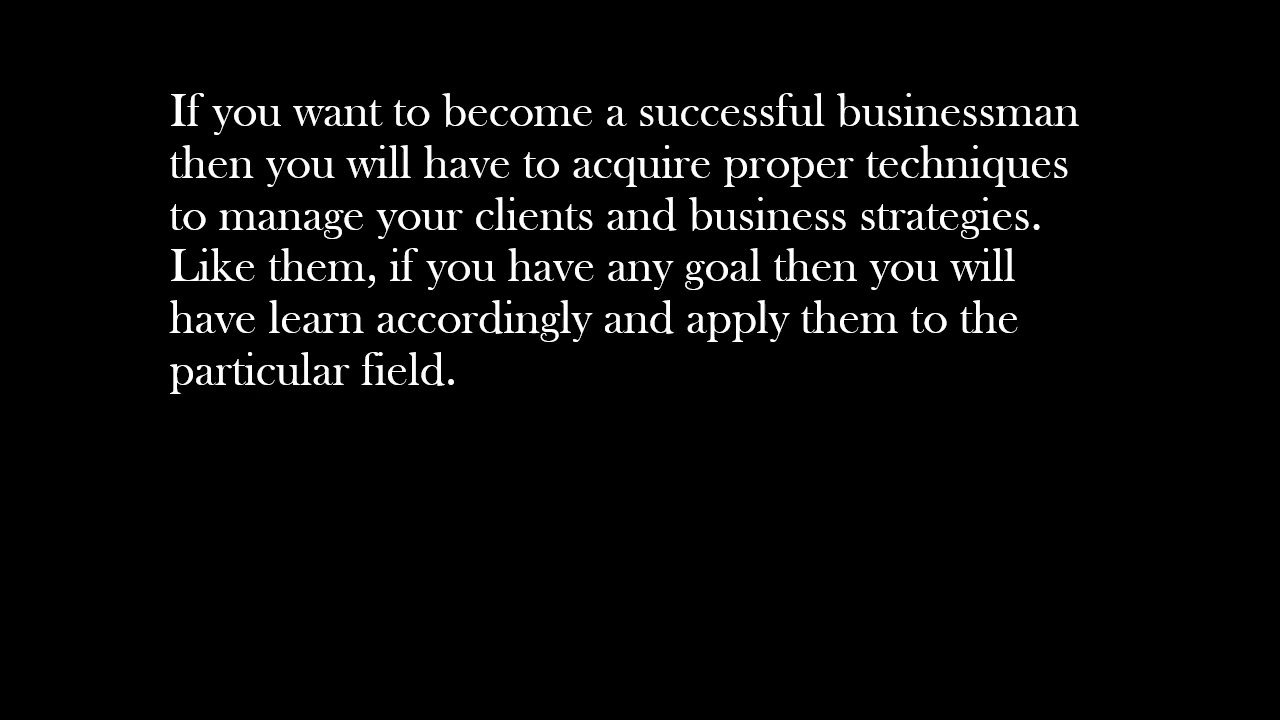 If you want to become a successful businessman
then you will have to acquire proper techniques
to manage your clients and business strategies.
Like them, if you have any goal then you will
have learn accordingly and apply them to the
particular field.